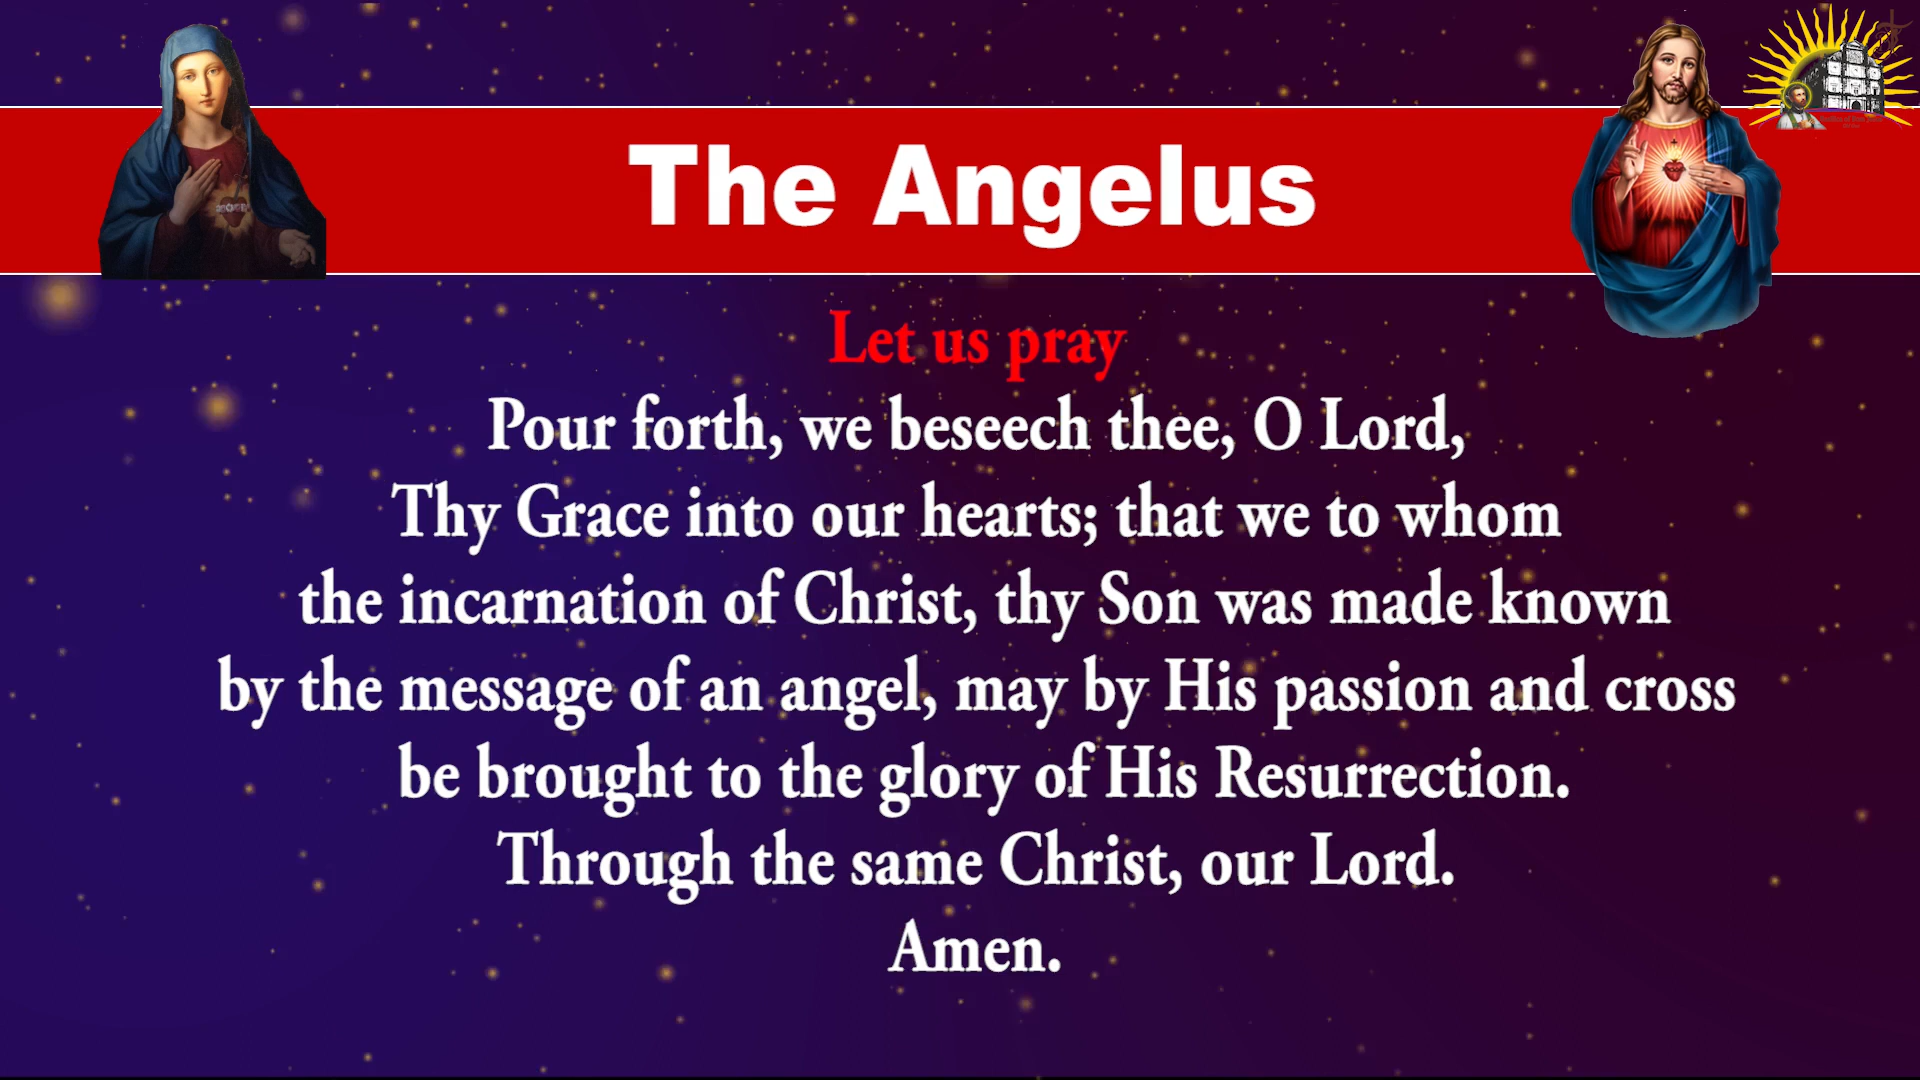 The Angelus
Let us pray
Pour forth, we beseech thee, O Lord,
Thy Grace into our hearts; that we to whom
the incarnation of Christ, thy Son was made known
by the message of an angel, may by His passion and cross
be brought to the glory of His Resurrection.
Through the same Christ, our Lord.
Amen.